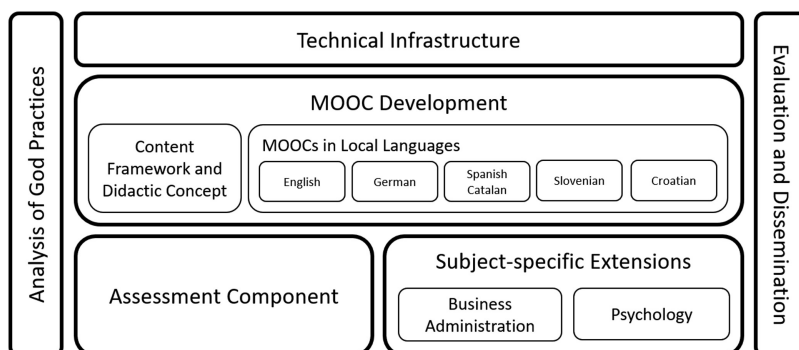 Analysis of God Practices
Technical Infrastructure
MOOC Development
Content
Framework and
Didactic Concept
MOOCs in Local Languages
English
German
Spanish
Catalan
Slovenian
Croatian
Assessment Component
Subject-specific Extensions
Business
Administration
Psychology
Evaluation and Dissemination